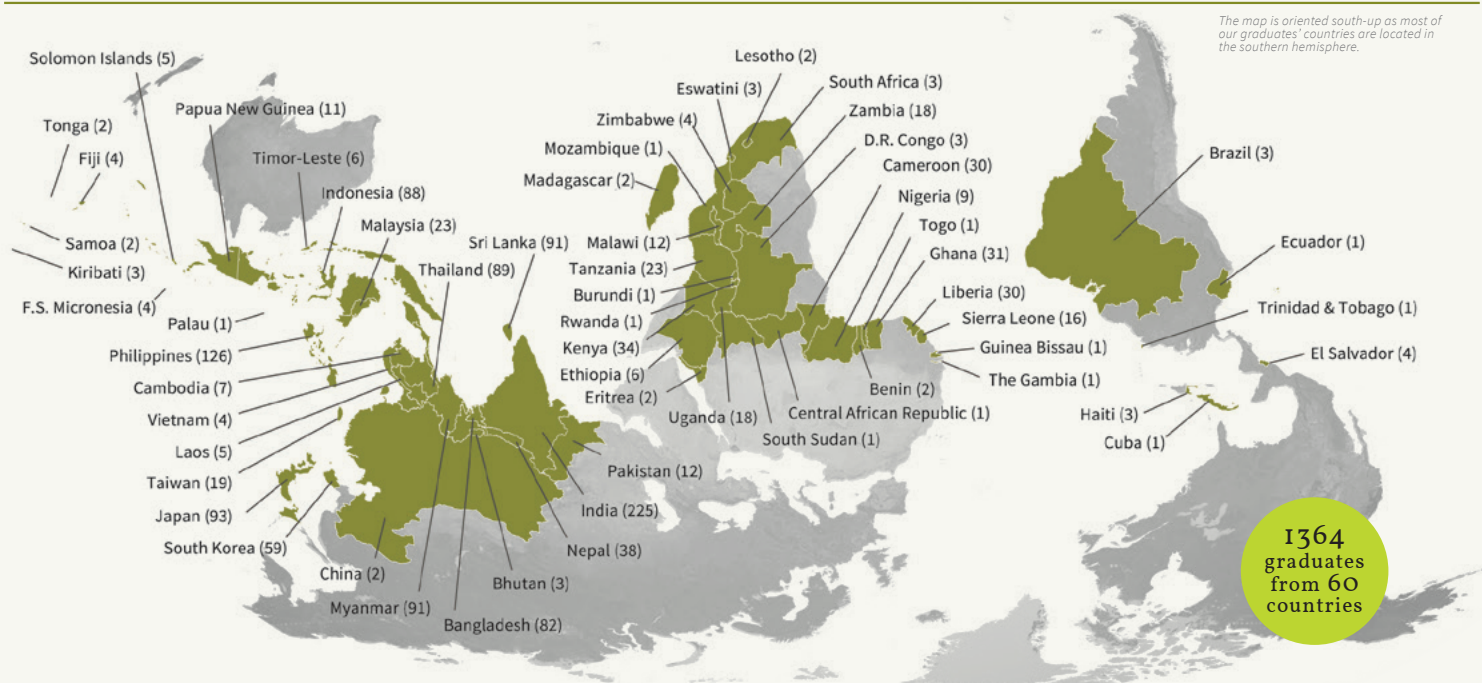 The map is oriented south-up as most of
our graduates' countries are located in
the southern hemisphere.
Solomon Islands (5)
Papua New Guinea (11)
Tonga (2)
Fiji (4)
Timor-Leste (6)
Indonesia (88)
Malaysia (23)
Samoa (2)
Kiribati (3)
F.S. Micronesia (4)
Palau (1)
Sri Lanka (91)
Thailand (89)
Philippines (126)
Cambodia (7)
Vietnam (4)
Laos (5)
Taiwan (19)
Japan (93)
South Korea (59)
China (2)
Myanmar (91)
Bangladesh (82)
Bhutan (3)
Nepal (38)
India (225)
Pakistan (12)
Lesotho (2)
Eswatini (3)
South Africa (3)
Zimbabwe (4)
Zambia (18)
Mozambique (1)
D.R. Congo (3)
Madagascar (2)
Cameroon (30)
Nigeria (9)
Togo (1)
Ghana (31)
Malawi (12)
Tanzania (23)
Burundi (1)
Rwanda (1)
Kenya (34)
Ethiopia (6)
Eritrea (2)
Uganda (18)
South Sudan (1)
Central African Republic (1)
Benin (2)
Liberia (30)
Sierra Leone (16)
Guinea Bissau (1)
The Gambia (1)
Brazil (3)
Ecuador (1)
Trinidad & Tobago (1)
El Salvador (4)
Haiti (3)
Cuba (1)
1364
graduates
from 60
countries